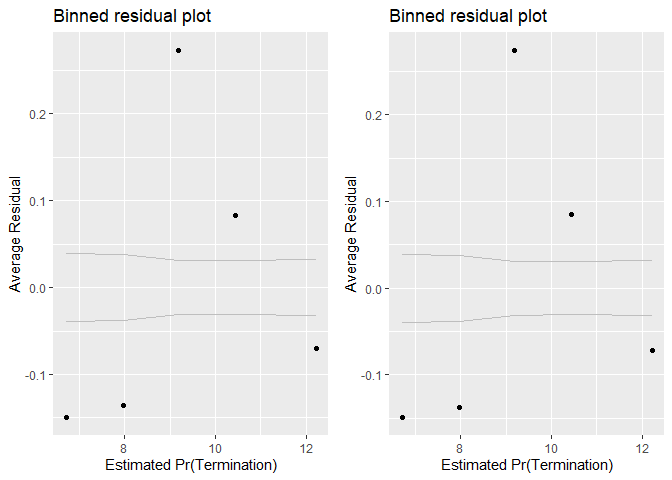 Binned residual plot
Average Residual
0.2
0.1
0.0
-0.1
8
10
12
Estimated Pr(Termination)
Binned residual plot
Average Residual
0.2
0.1
0.0
-0.1
8
10
12
Estimated Pr(Termination)